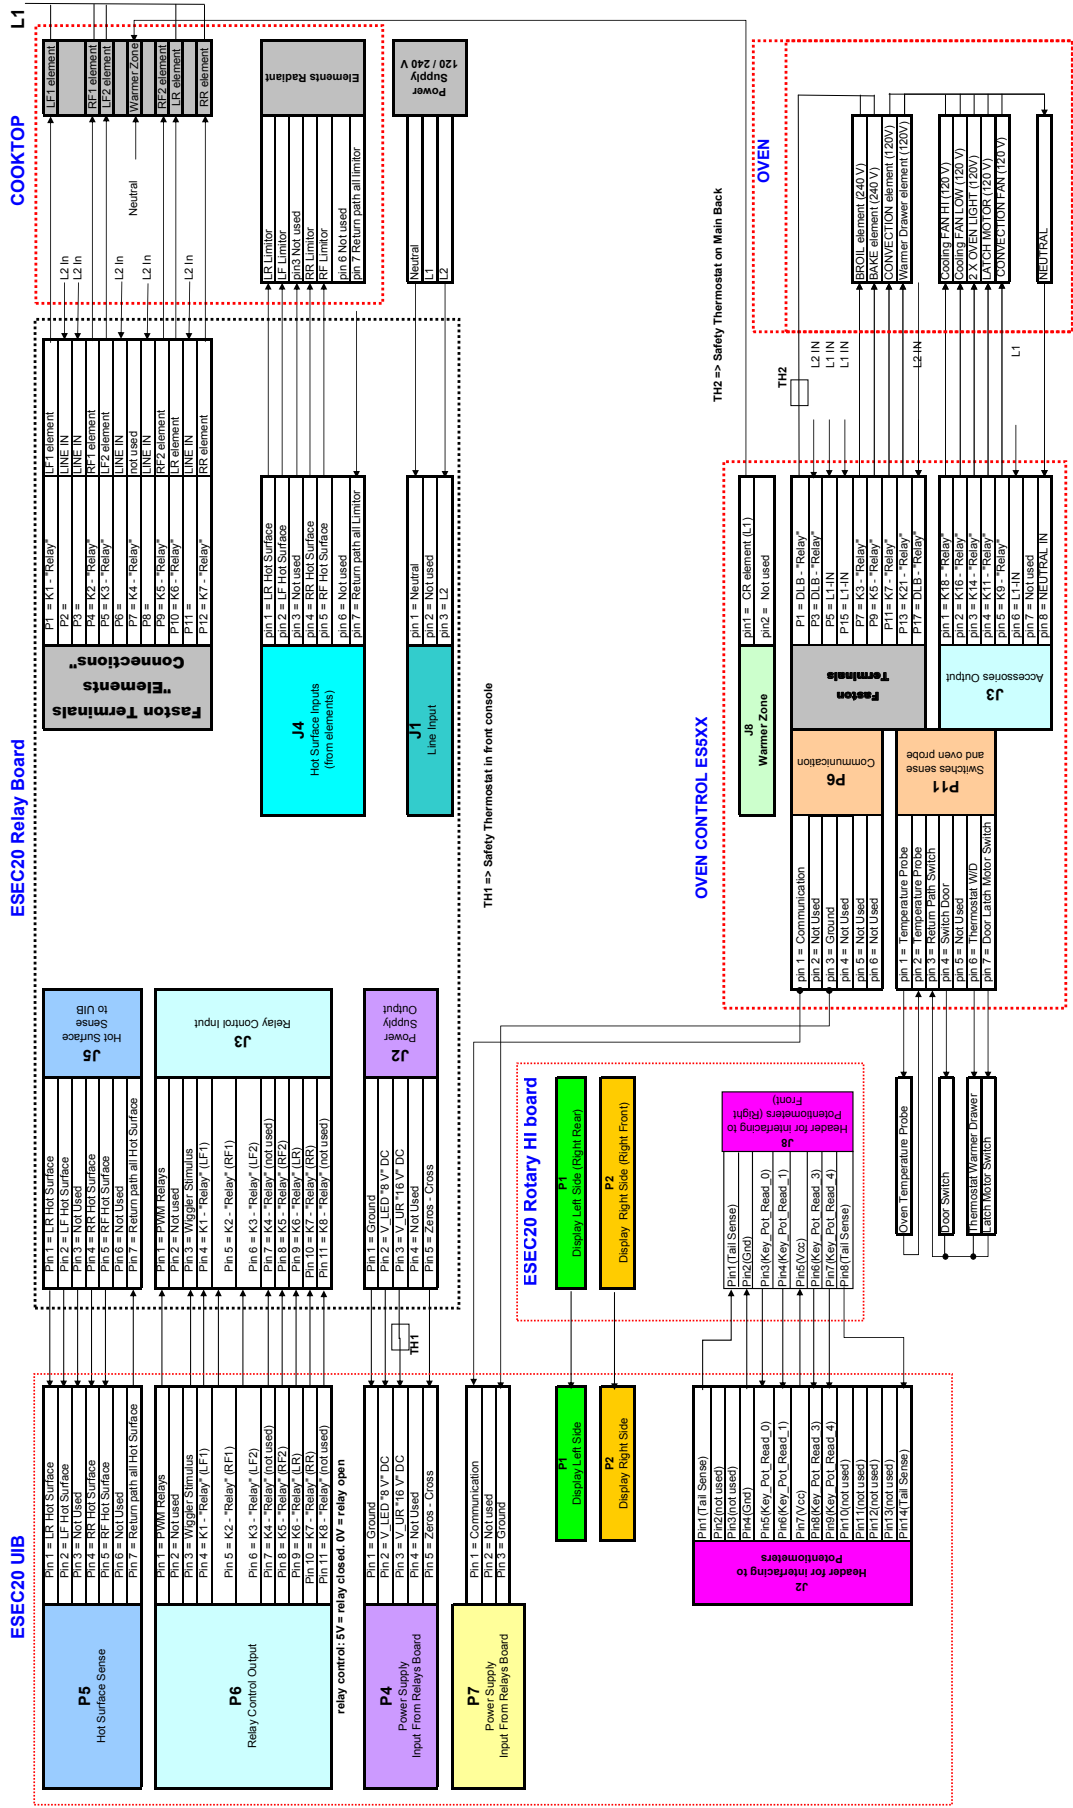 ESEC20 UIB
P5
Hot Surface Sense
Pin 1 = LR Hot Surface
Pin 2 = LF Hot Surface
Pin 3 = Not Used
Pin 4 = RR Hot Surface
Pin 5 = RF Hot Surface
Pin 6 = Not Used
Pin 7 = Return path all Hot Surface
P6
Relay Control Output
Pin 1 = PWM Relays
Pin 2 = Not used
Pin 3 = Wiggler Stimulus
Pin 4 = K1 - "Relay" (LF1)
Pin 5 = K2 - "Relay" (RF1)
Pin 6 = K3 - "Relay" (LF2)
Pin 7 = K4 - "Relay" (not used)
Pin 8 = K5 - "Relay" (RF2)
Pin 9 = K6 - "Relay" (LR)
Pin 10 = K7 - "Relay" (RR)
Pin 11 = K8 - "Relay" (not used)
relay control: 5V = relay closed. 0V = relay open
P4
Power Supply
Input From Relays Board
Pin 1 = Ground
Pin 2 = V_LED "8 V" DC
Pin 3 = V_UR "16 V" DC
Pin 4 = Not Used
Pin 5 = Zeros - Cross
P7
Power Supply
Input From Relays Board
Pin 1 = Communication
Pin 2 = Not used
Pin 3 = Ground
P1
Display Left Side
P2
Display Right Side
J2
Header for interfacing to
Potentiometers
Pin1(Tail Sense)
Pin2(not used)
Pin3(not used)
Pin4(Gnd)
Pin5(Key_Pot_Read_0)
Pin6(Key_Pot_Read_1)
Pin7(Vcc)
Pin8(Key_Pot_Read_3)
Pin9(Key_Pot_Read_4)
Pin10(not used)
Pin11(not used)
Pin12(not used)
Pin13(not used)
Pin14(Tail Sense)
ESEC20 Relay Board
Pin 1 = LR Hot Surface
Pin 2 = LF Hot Surface
Pin 3 = Not Used
Pin 4 = RR Hot Surface
Pin 5 = RF Hot Surface
Pin 6 = Not Used
Pin 7 = Return path all Hot Surface
J5
Hot Surface
Sense
to UIB
Pin 1 = PWM Relays
Pin 2 = Not used
Pin 3 = Wiggler Stimulus
Pin 4 = K1 - "Relay" (LF1)
Pin 5 = K2 - "Relay" (RF1)
Pin 6 = K3 - "Relay" (LF2)
Pin 7 = K4 - "Relay" (not used)
Pin 8 = K5 - "Relay" (RF2)
Pin 9 = K6 - "Relay" (LR)
Pin 10 = K7 - "Relay" (RR)
Pin 11 = K8 - "Relay" (not used)
J3
Relay Control Input
TH1
Pin 1 = Ground
Pin 2 = V_LED "8 V" DC
Pin 3 = V_UR "16 V" DC
Pin 4 = Not Used
Pin 5 = Zeros - Cross
J2
Power
Supply
Output
Faston Terminals
"Elements
Connections"
P1 = K1 - "Relay"
P2 =
P3 =
P4 = K2 - "Relay"
P5 = K3 - "Relay"
P6 =
P7 = K4 - "Relay"
P8 =
P9 = K5 - "Relay"
P10 = K6 - "Relay"
P11 =
P12 = K7 - "Relay"
LF1 element
LINE IN
LINE IN
RF1 element
LF2 element
LINE IN
not used
LINE IN
RF2 element
LR element
LINE IN
RR element
J4
Hot Surface Inputs
(from elements)
pin 1 = LR Hot Surface
pin 2 = LF Hot Surface
pin 3 = Not used
pin 4 = RR Hot Surface
pin 5 = RF Hot Surface
pin 6 = Not used
pin 7 = Return path all Limitor
J1
Line Input
pin 1 = Neutral
pin 2 = Not used
pin 3 = L2
TH1 => Safety Thermostat in front console
COOKTOP
L1
L2 In
L2 In
L2 In
Neutral
L2 In
L2 In
LF1 element
RF1 element
LF2 element
Warmer Zone
RF2 element
LR element
RR element
LR Limitor
LF Limitor
pin3 Not used
RR Limitor
RF Limitor
pin 6 Not used
pin 7 Return path all limitor
Elements Radiant
Neutral
L1
L2
Power
Supply
120 / 240 V
ESEC20 Rotary HI board
P1
Display Left Side (Right Rear)
P2
Display Right Side (Right Front)
Pin1(Tail Sense)
Pin2(Gnd)
Pin3(Key_Pot_Read_0)
Pin4(Key_Pot_Read_1)
Pin5(Vcc)
Pin6(Key_Pot_Read_3)
Pin7(Key_Pot_Read_4)
Pin8(Tail Sense)
J8
Header for interfacing to
Potentiometers (Right
Front)
Oven Temperature Probe
Door Switch
Thermostat Warmer Drawer
Latch Motor Switch
OVEN CONTROL ES5XX
pin 1 = Communication
pin 2 = Not Used
pin 3 = Ground
pin 4 = Not Used
pin 5 = Not Used
pin 6 = Not Used
P6
Communication
pin 1 = Temperature Probe
pin 2 = Temperature Probe
pin 3 = Return Path Switch
pin 4 = Switch Door
pin 5 = Not Used
pin 6 = Thermostat W/D
pin 7 = Door Latch Motor Switch
P11
Switches sense
and oven probe
J8
Warmer Zone
pin1 = CR element (L1)
pin2 = Not used
Faston
Terminals
P1 = DLB - "Relay"
P3 = DLB - "Relay"
P5 = L1-IN
P15 = L1-IN
P7 = K3 - "Relay"
P9 = K5 - "Relay"
P11= K7 - "Relay"
P13 = K21 - "Relay"
P17 = DLB - "Relay"
J3
Accessories Output
pin 1 = K18 - "Relay"
pin 2 = K16 - "Relay"
pin 3 = K14 - "Relay"
pin 4 = K11 - "Relay"
pin 5 = K9 - "Relay"
pin 6 = L1-IN
pin 7 = Not used
pin 8 = NEUTRAL IN
TH2 => Safety Thermostat on Main Back
TH2
L2 IN
L1 IN
L1 IN
L2 IN
L1
OVEN
BROIL element (240 V)
BAKE element (240 V)
CONVECTION element (120V)
Warmer Drawer element (120V)
Cooling FAN HI (120 V)
Cooling FAN LOW (120 V)
2 X OVEN LIGHT (120V)
LATCH MOTOR (120 V)
CONVECTION FAN (120 V)
NEUTRAL